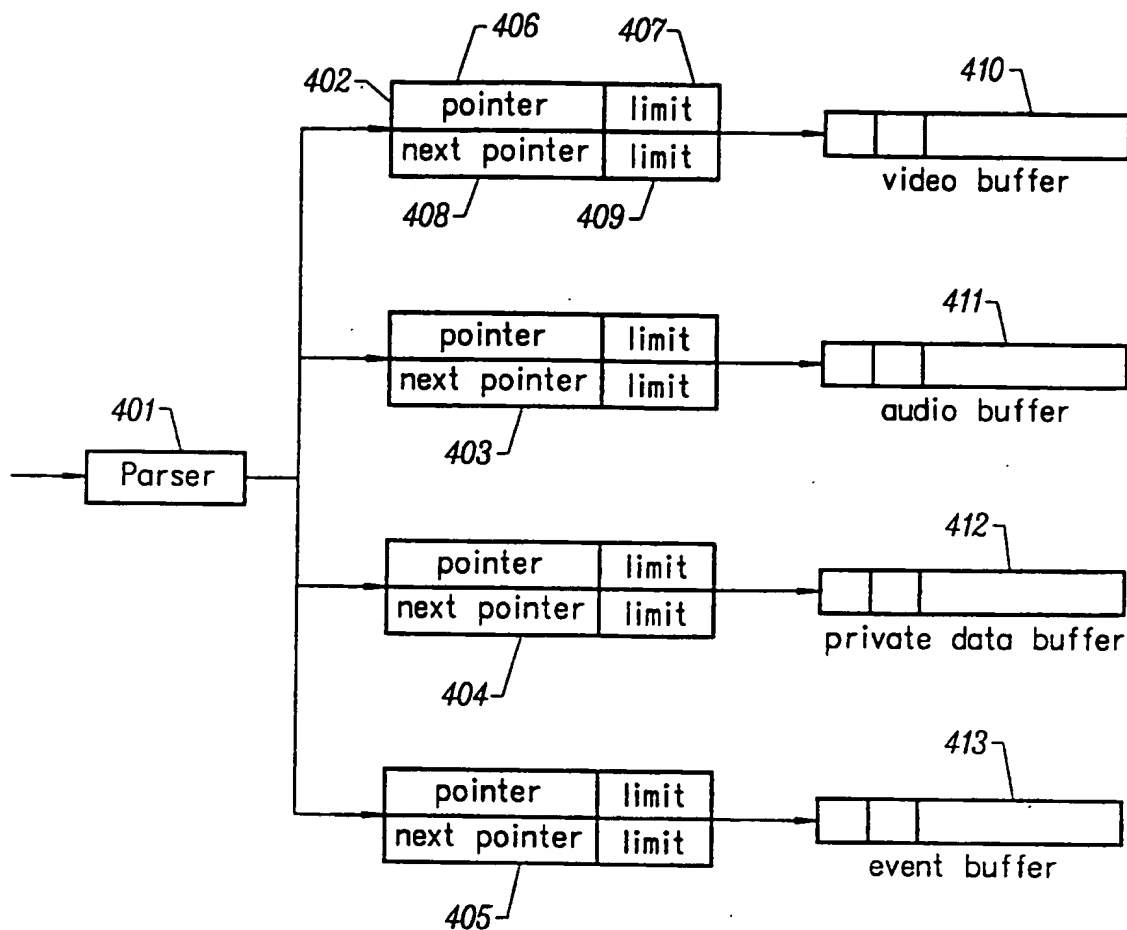 406
407
402
410
pointer limit
next pointer limit
video buffer
408
409
411
pointer limit
next pointer limit
audio buffer
401
403
Parser
412
pointer limit
next pointer limit
private data buffer
404
413
pointer limit
next pointer limit
event buffer
405